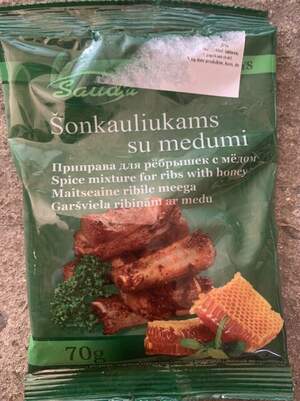 Šonkauliukams
su medumi
Приправа для рёбрышек с мёдом
Spice mixture for ribs with honey
Maitseaine ribile meega
Garšviela ribiņām ar medu
70g